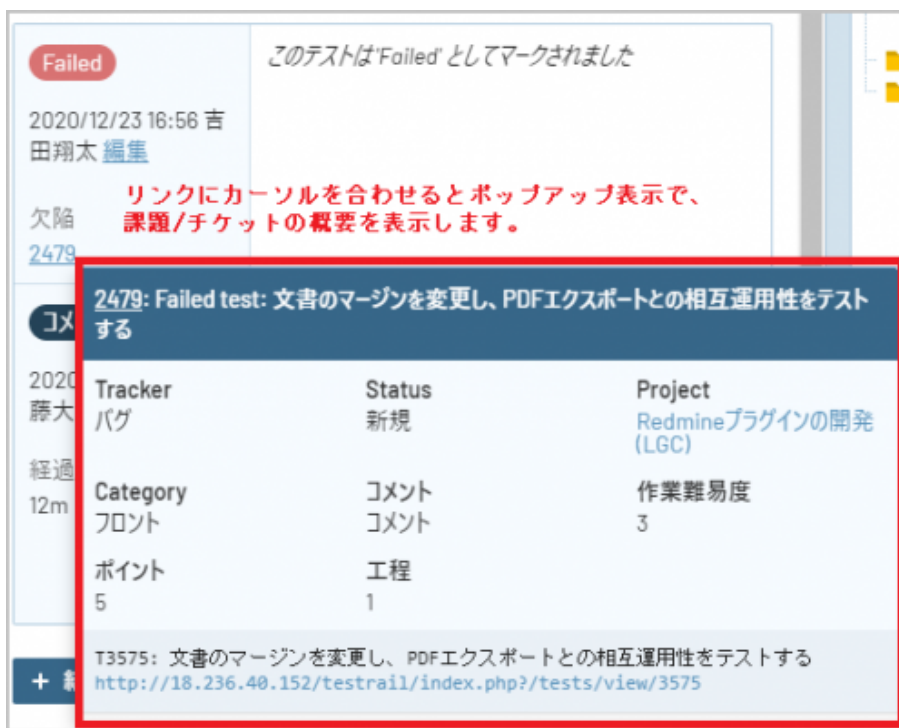 Failed
このテストは'Failed' としてマークされました
2020/12/23 16:56 吉
田翔太 編集
リンクにカーソルを合わせるとポップアップ表示で、
課題/チケットの概要を表示します。
欠陥
2479
2479: Failed test: 文書のマージンを変更し、PDFエクスポートとの相互運用性をテスト
する
コメ
2020
藤大
経過
12m
Tracker
バグ
Status
新規
Project
Redmineプラグインの開発
(LGC)
Category
フロント
コメント
コメント
作業難易度
3
ポイント
5
工程
1
T3575: 文書のマージンを変更し、PDFエクスポートとの相互運用性をテストする
http://18.236.40.152/testrail/index.php?/tests/view/3575
+